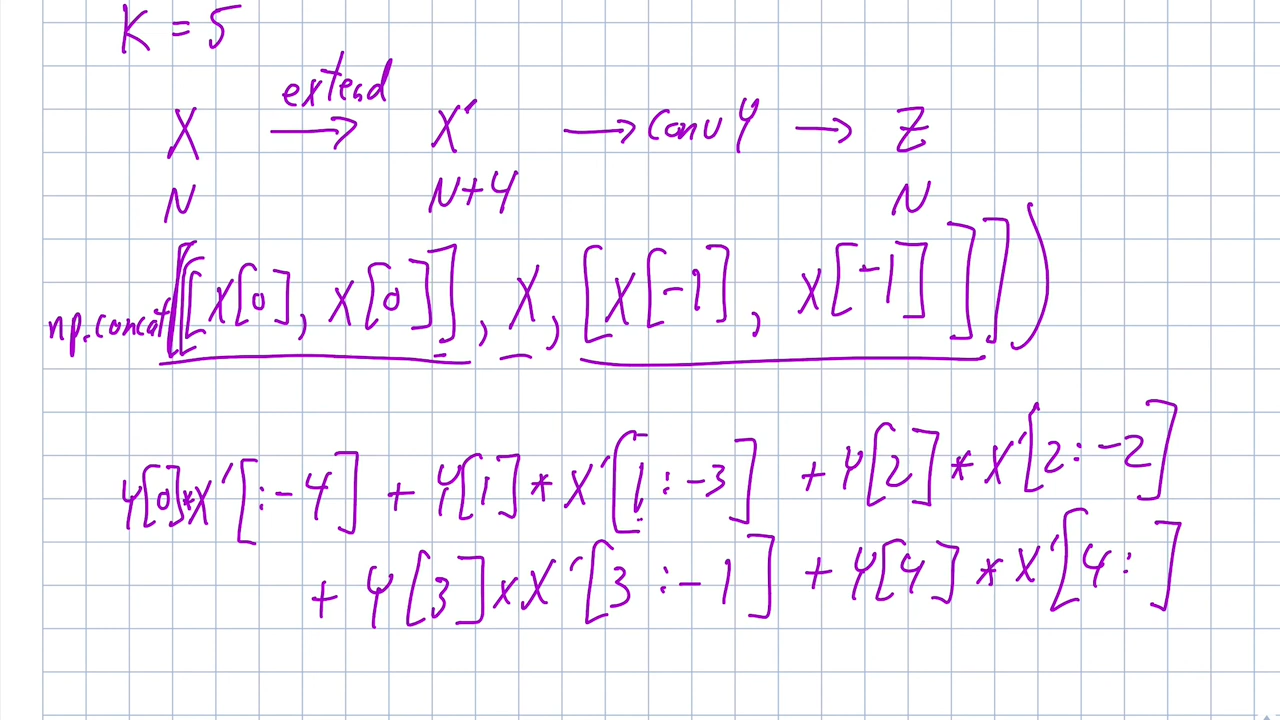 K = 5
extend
X → X' → Conv Y → Z
N N+4 N
np.concat([[X[0], X[0]], X, [X[-1], X[-1]]])
Y[0]*X'[:-4] + Y[1] * X'[1:-3] + Y[2] * X'[2:-2]
+ Y[3] * X'[3:-1] + Y[4] * X'[4:]